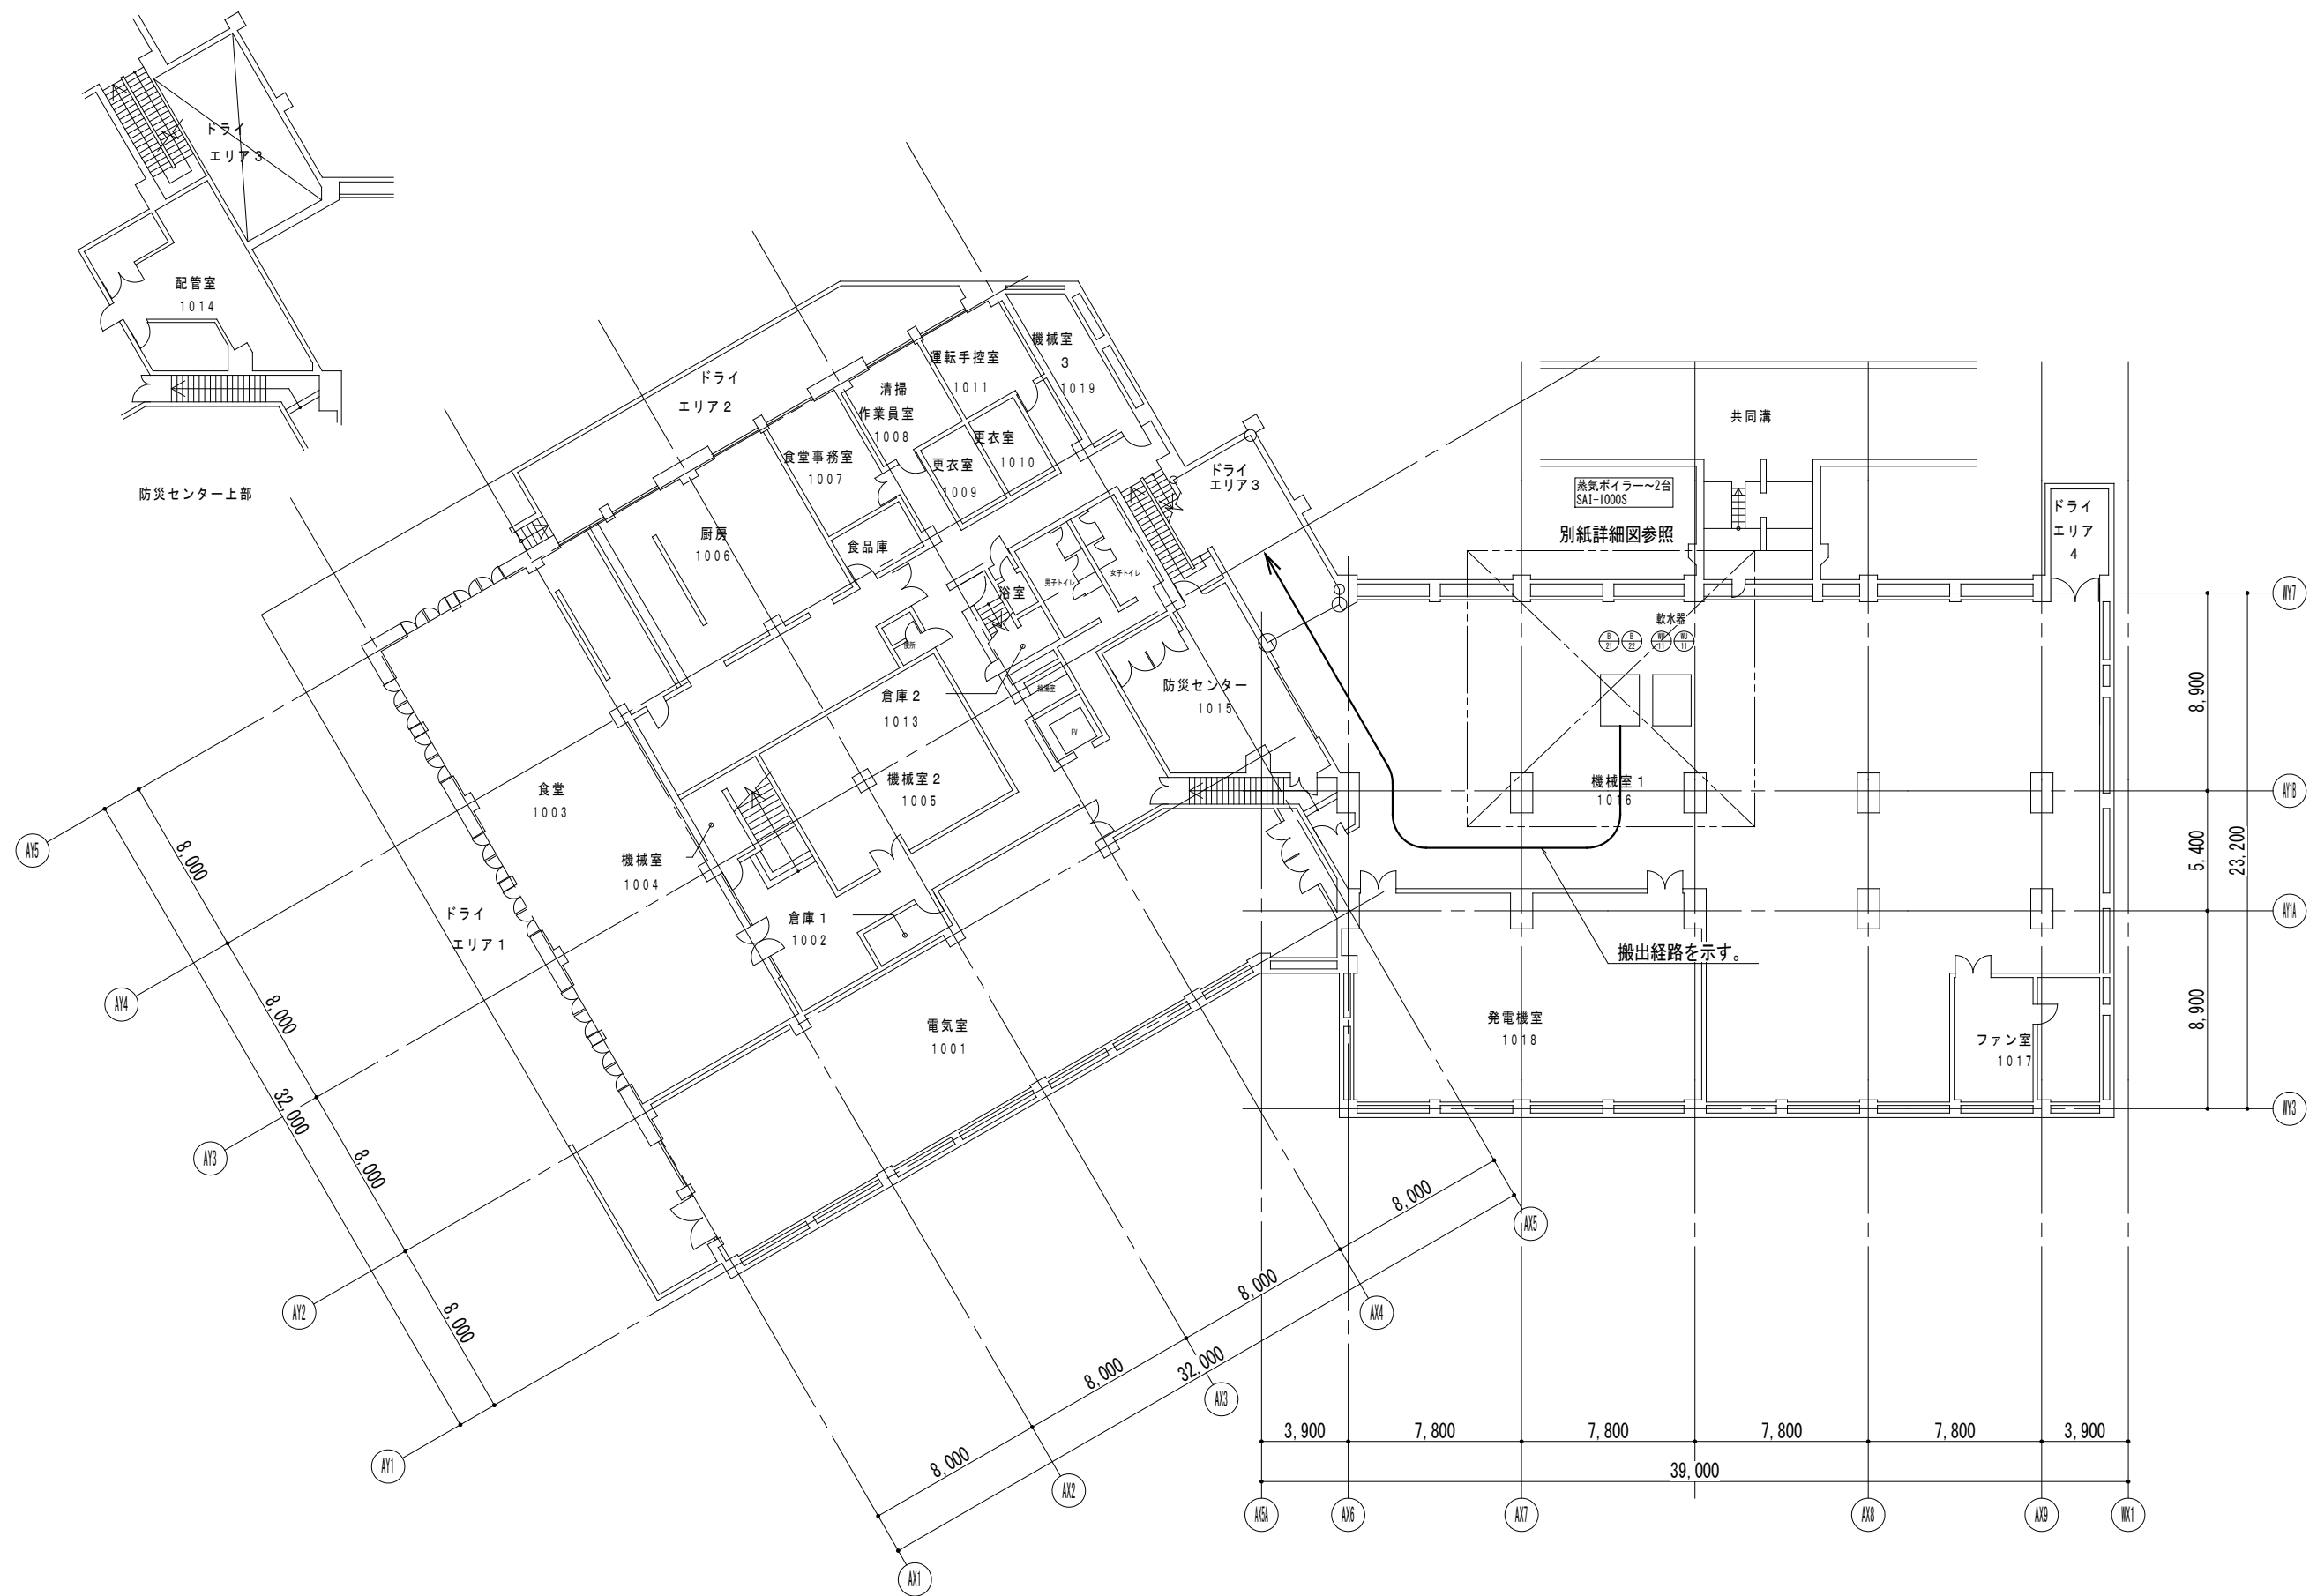 ドライ
エリア3
配管室
1014
防災センター上部
ドライ
エリア2
運転手控室
1011
機械室
3
1019
清掃
作業員室
1008
更衣室
1010
更衣室
1009
食堂事務室
1007
厨房
1006
食品庫
ドライ
エリア3
浴室
男子トイレ
女子トイレ
便所
給湯室
EV
倉庫2
1013
防災センター
1015
機械室2
1005
食堂
1003
機械室
1004
倉庫1
1002
ドライ
エリア1
電気室
1001
共同溝
蒸気ボイラー～2台
SAI-1000S
別紙詳細図参照
ドライ
エリア
4
軟水器
B
21
B
22
WU
11
WU
11
機械室1
1016
搬出経路を示す。
発電機室
1018
ファン室
1017
WY7
AY1B
AY1A
WY3
8,900
5,400
8,900
23,200
AY5
AY4
AY3
AY2
AY1
8,000
8,000
8,000
8,000
32,000
AX1
AX2
AX3
AX4
AX5
8,000
8,000
8,000
8,000
32,000
3,900
7,800
7,800
7,800
7,800
3,900
39,000
AX5A
AX6
AX7
AX8
AX9
WX1